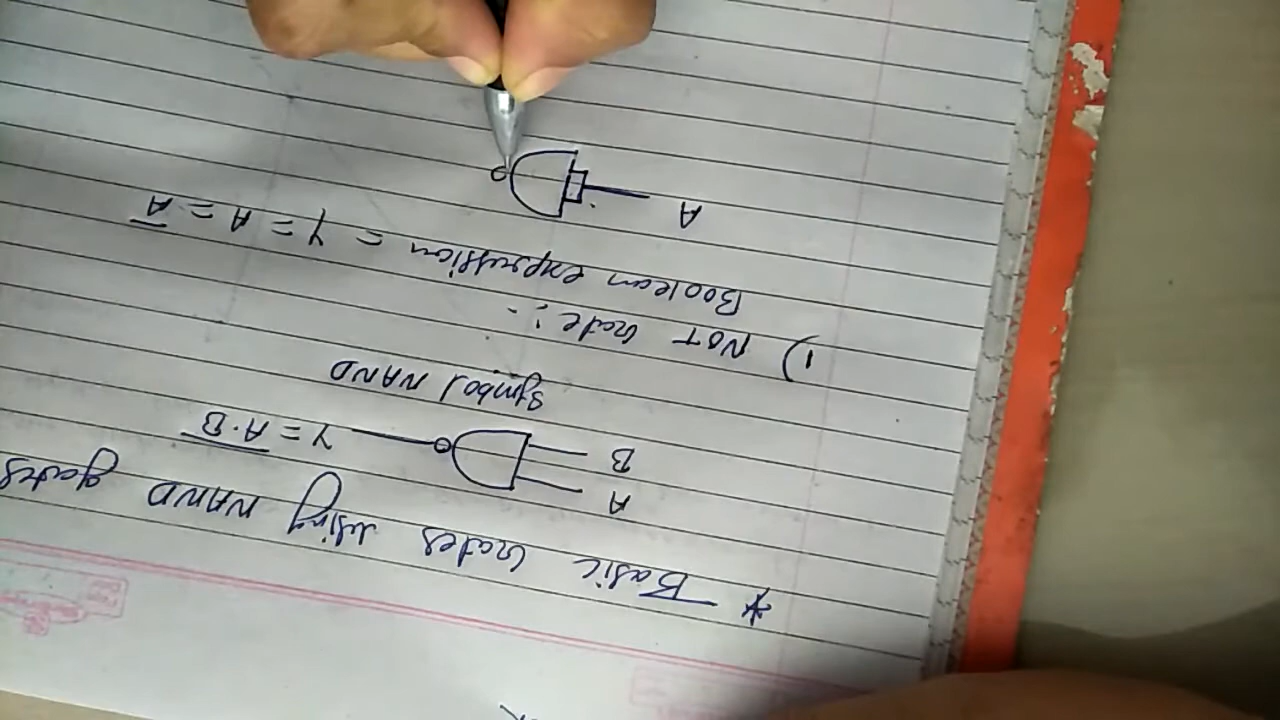 * Basic Gates using NAND gates
A
B
Y = A·B
Symbol NAND
1) NOT Gate :-
Boolean expression = Y = A = A̅
A